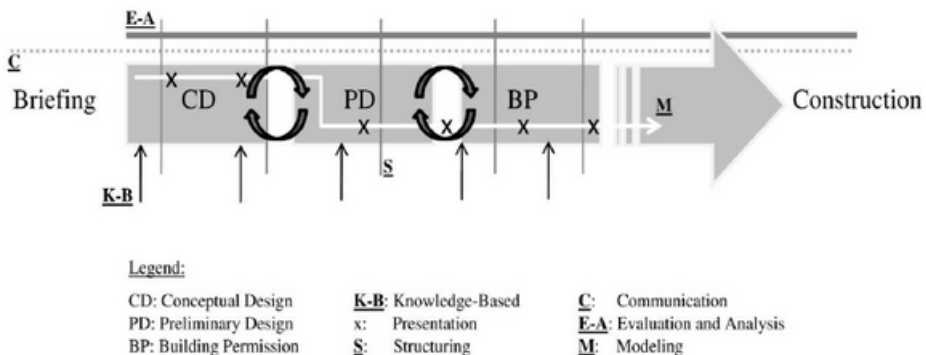 E-A
C
x x
Briefing CD PD BP M Construction
x x x x
S
K-B
Legend:
CD: Conceptual Design K-B: Knowledge-Based C: Communication
PD: Preliminary Design x: Presentation E-A: Evaluation and Analysis
BP: Building Permission S: Structuring M: Modeling